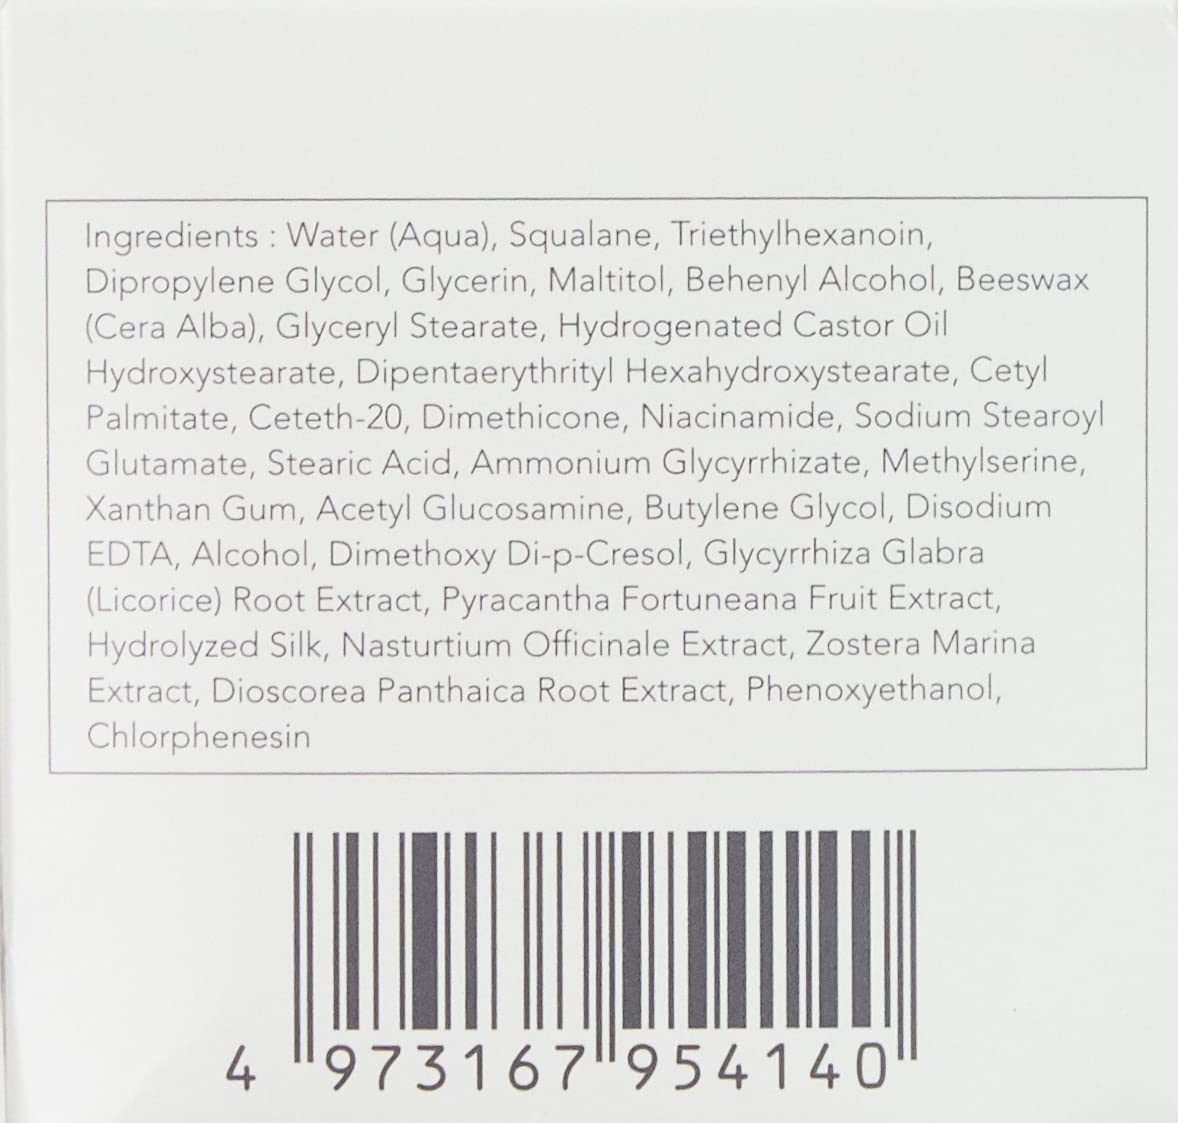 Ingredients : Water (Aqua), Squalane, Triethylhexanoin,
Dipropylene Glycol, Glycerin, Maltitol, Behenyl Alcohol, Beeswax
(Cera Alba), Glyceryl Stearate, Hydrogenated Castor Oil
Hydroxystearate, Dipentaerythrityl Hexahydroxystearate, Cetyl
Palmitate, Ceteth-20, Dimethicone, Niacinamide, Sodium Stearoyl
Glutamate, Stearic Acid, Ammonium Glycyrrhizate, Methylserine,
Xanthan Gum, Acetyl Glucosamine, Butylene Glycol, Disodium
EDTA, Alcohol, Dimethoxy Di-p-Cresol, Glycyrrhiza Glabra
(Licorice) Root Extract, Pyracantha Fortuneana Fruit Extract,
Hydrolyzed Silk, Nasturtium Officinale Extract, Zostera Marina
Extract, Dioscorea Panthaica Root Extract, Phenoxyethanol,
Chlorphenesin
4 973167 954140